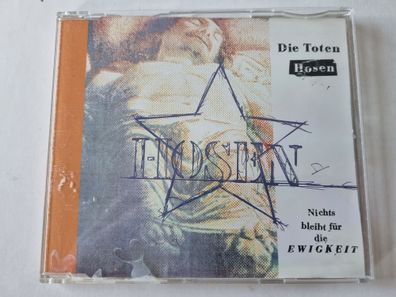 Die Toten
Hosen
HOSEN
Nichts
bleibt für
die
EWIGKEIT